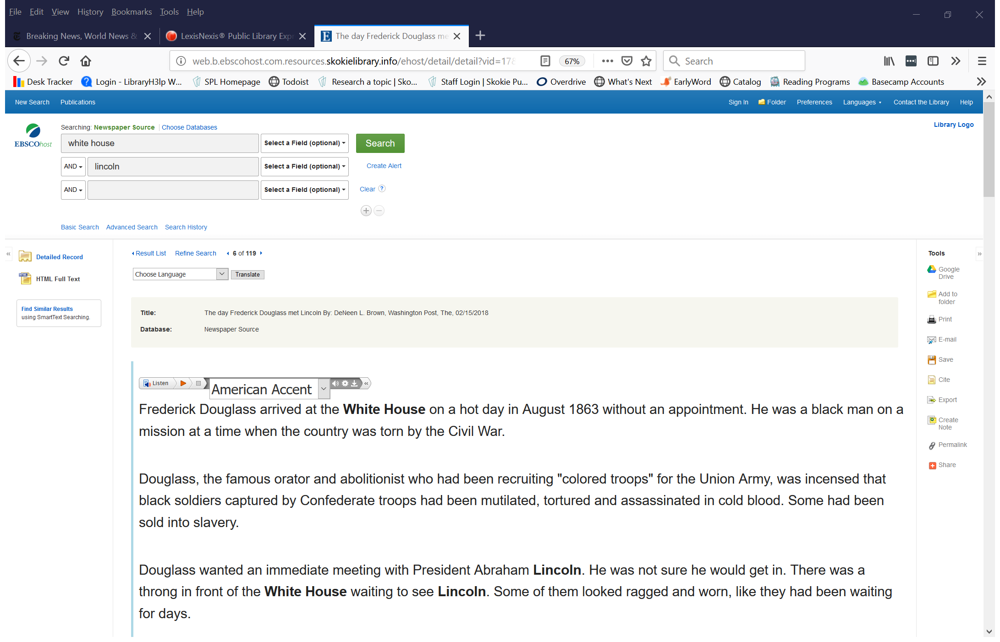 File Edit View History Bookmarks Tools Help
Breaking News, World News &
LexisNexis® Public Library Expr
The day Frederick Douglass me
web.b.ebscohost.com.resources.skokielibrary.info/ehost/detail/detail?vid=178
67%
Search
Desk Tracker
Login - LibraryH3lp W...
SPL Homepage
Todoist
Research a topic | Sko...
Staff Login | Skokie Pu...
Overdrive
What's Next
EarlyWord
Catalog
Reading Programs
Basecamp Accounts
New Search Publications
Sign In Folder Preferences Languages Contact the Library Help
Library Logo
EBSCOhost
Searching: Newspaper Source Choose Databases
white house Select a Field (optional) Search
AND lincoln Select a Field (optional) Create Alert
AND Select a Field (optional) Clear ?
Basic Search Advanced Search Search History
Detailed Record
HTML Full Text
Find Similar Results
using SmartText Searching.
Result List Refine Search 6 of 119
Choose Language Translate
Title: The day Frederick Douglass met Lincoln By: DeNeen L. Brown, Washington Post, The, 02/15/2018
Database: Newspaper Source
Listen American Accent
Frederick Douglass arrived at the White House on a hot day in August 1863 without an appointment. He was a black man on a
mission at a time when the country was torn by the Civil War.
Douglass, the famous orator and abolitionist who had been recruiting "colored troops" for the Union Army, was incensed that
black soldiers captured by Confederate troops had been mutilated, tortured and assassinated in cold blood. Some had been
sold into slavery.
Douglass wanted an immediate meeting with President Abraham Lincoln. He was not sure he would get in. There was a
throng in front of the White House waiting to see Lincoln. Some of them looked ragged and worn, like they had been waiting
for days.
Tools
Google
Drive
Add to
folder
Print
E-mail
Save
Cite
Export
Create
Note
Permalink
Share